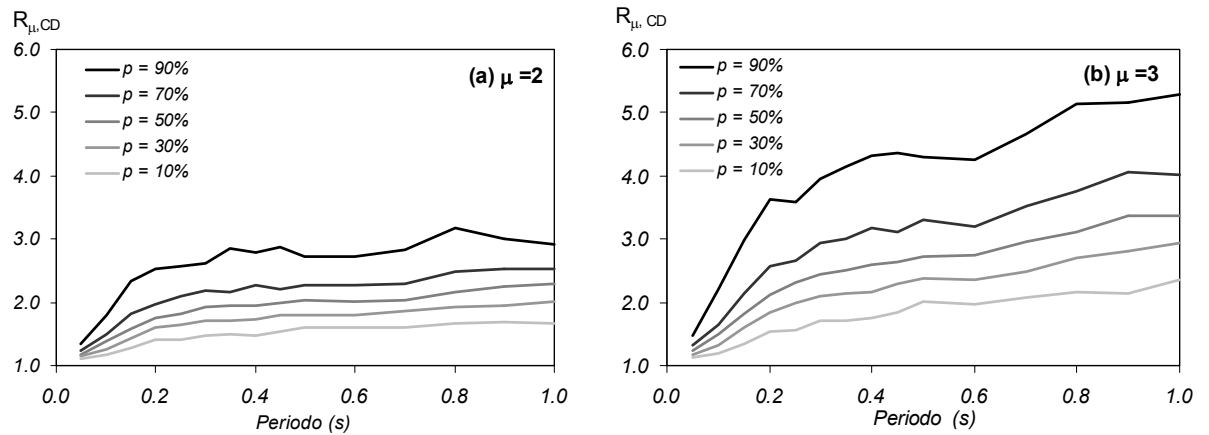 Rμ,CD
6.0
5.0
4.0
3.0
2.0
1.0
p = 90%
p = 70%
p = 50%
p = 30%
p = 10%
(a) μ =2
0.0 0.2 0.4 0.6 0.8 1.0
Periodo (s)
Rμ, CD
6.0
5.0
4.0
3.0
2.0
1.0
p = 90%
p = 70%
p = 50%
p = 30%
p = 10%
(b) μ =3
0.0 0.2 0.4 0.6 0.8 1.0
Periodo (s)